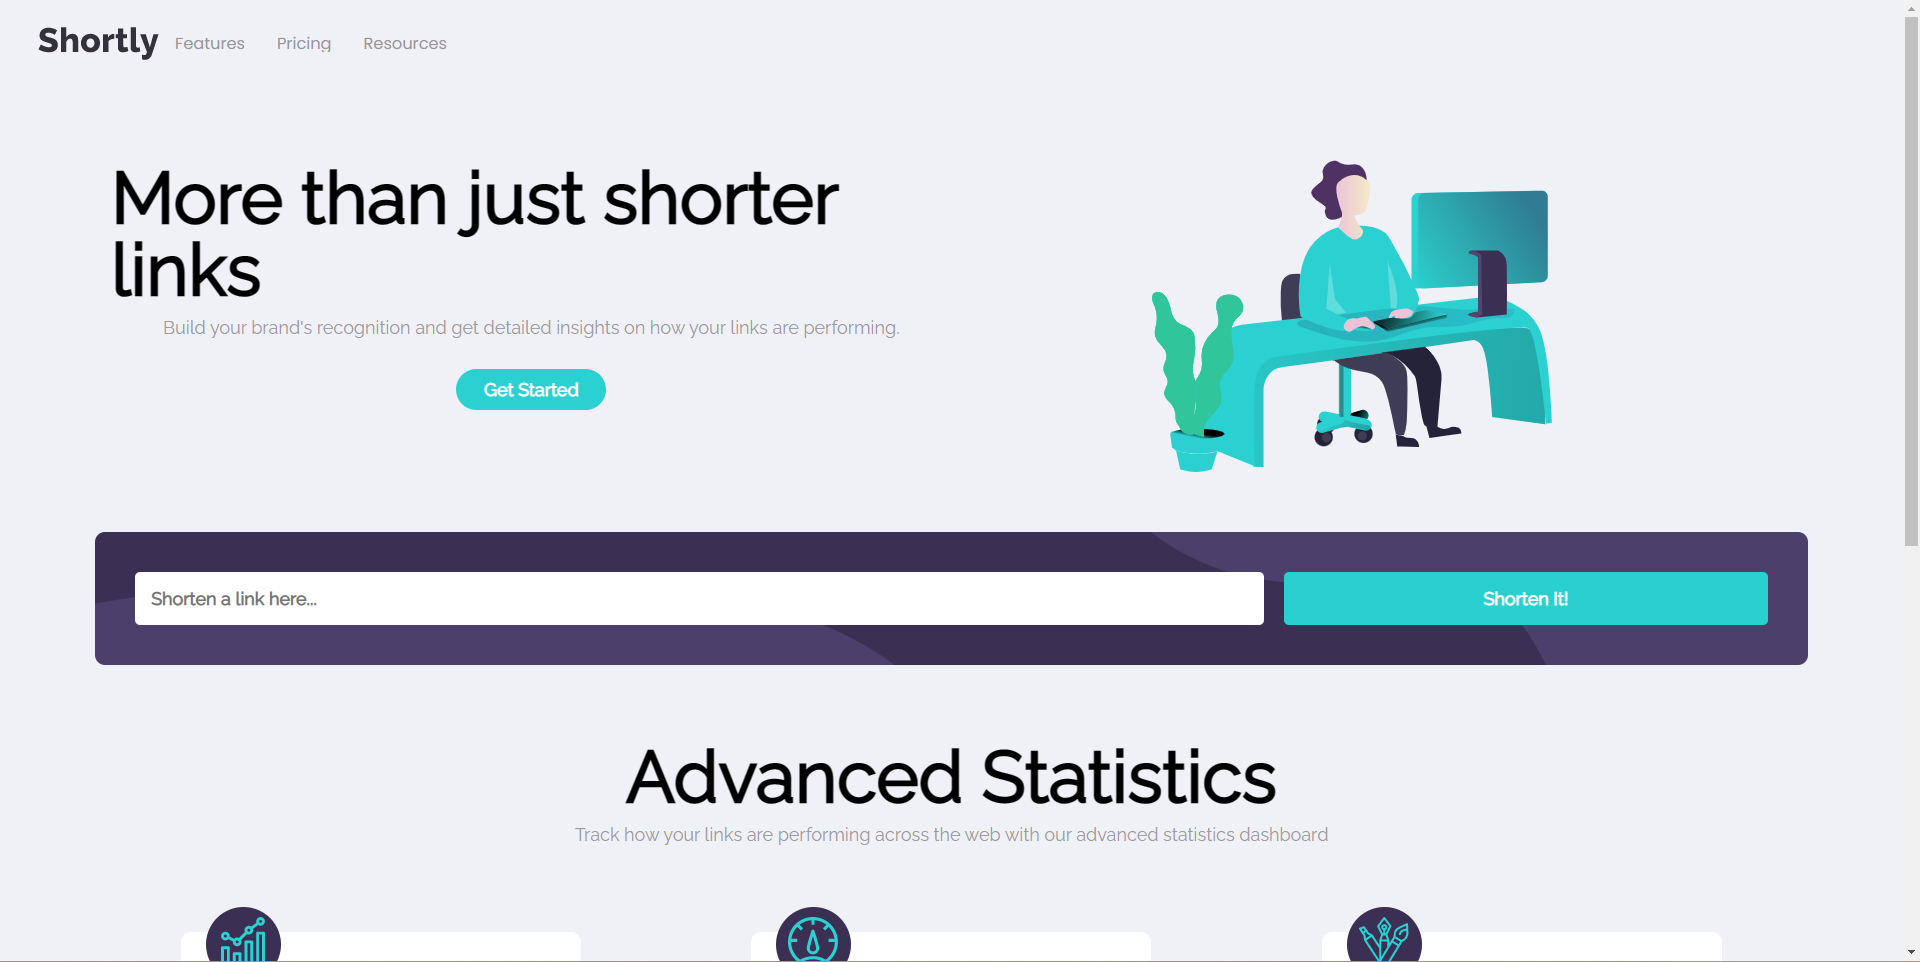 Shortly Features Pricing Resources
More than just shorter
links
Build your brand's recognition and get detailed insights on how your links are performing.
Get Started
Shorten a link here...
Shorten It!
Advanced Statistics
Track how your links are performing across the web with our advanced statistics dashboard